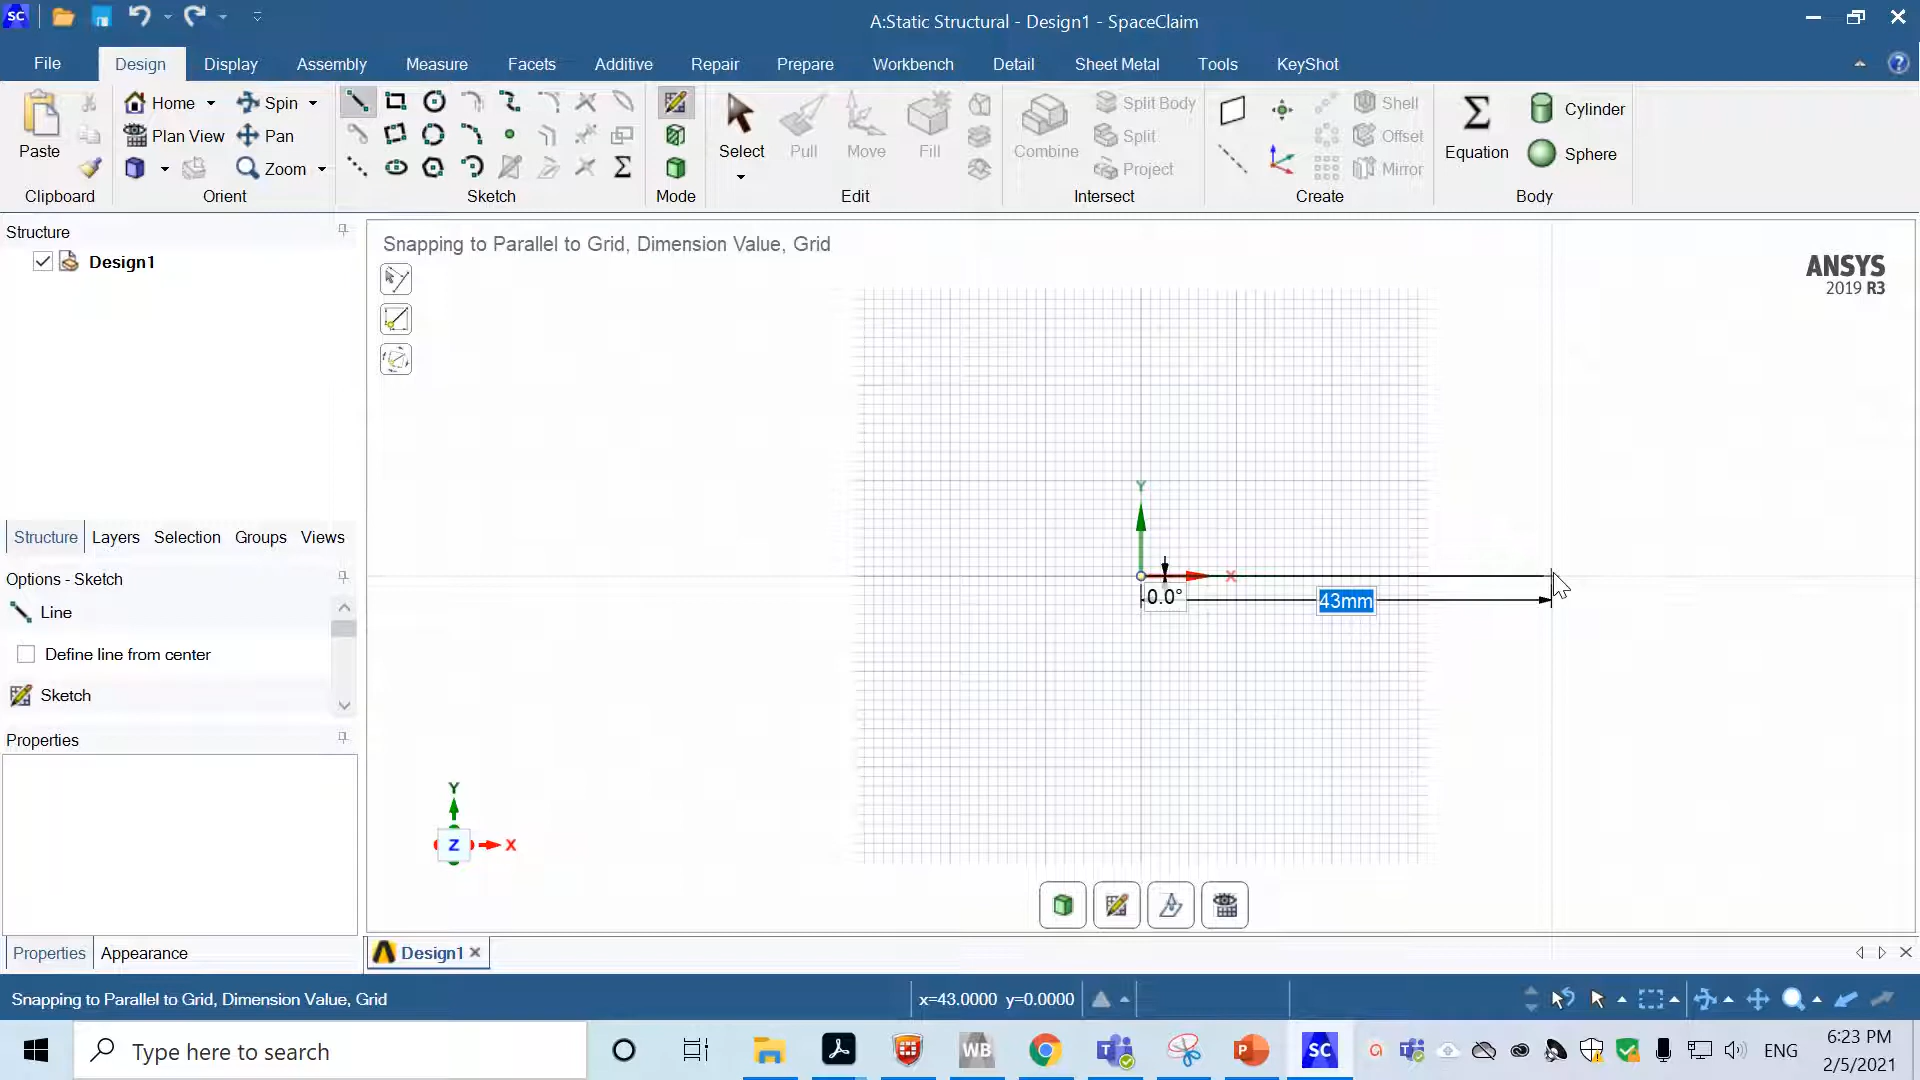 SC
A:Static Structural - Design1 - SpaceClaim
File Design Display Assembly Measure Facets Additive Repair Prepare Workbench Detail Sheet Metal Tools KeyShot
Home Spin
Plan View Pan
Zoom
Paste
Select Pull Move Fill
Combine Split Body
Split
Project
Shell
Offset
Mirror
Equation Cylinder
Sphere
Clipboard Orient Sketch Mode Edit Intersect Create Body
Structure
Design1
Snapping to Parallel to Grid, Dimension Value, Grid
ANSYS
2019 R3
Y
X
0.0°
43mm
Structure Layers Selection Groups Views
Options - Sketch
Line
Define line from center
Sketch
Properties
Y
Z X
Properties Appearance
Design1
Snapping to Parallel to Grid, Dimension Value, Grid
x=43.0000 y=0.0000
Type here to search
WB
SC
ENG
6:23 PM
2/5/2021